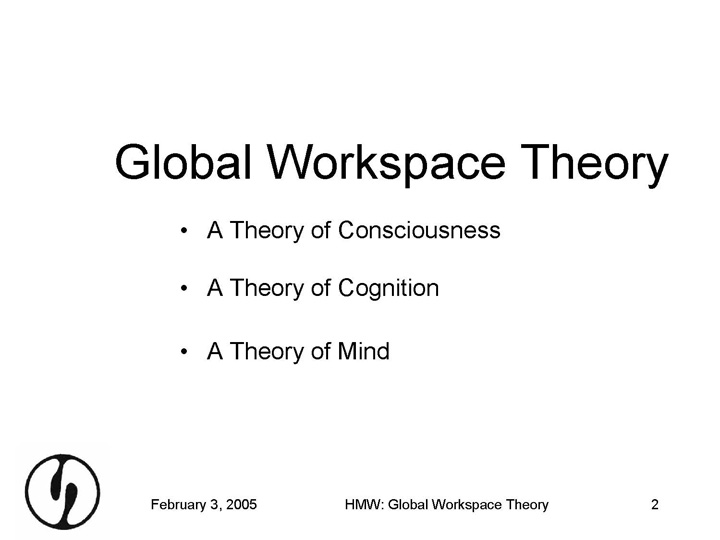 Global Workspace Theory
• A Theory of Consciousness
• A Theory of Cognition
• A Theory of Mind
February 3, 2005 HMW: Global Workspace Theory 2